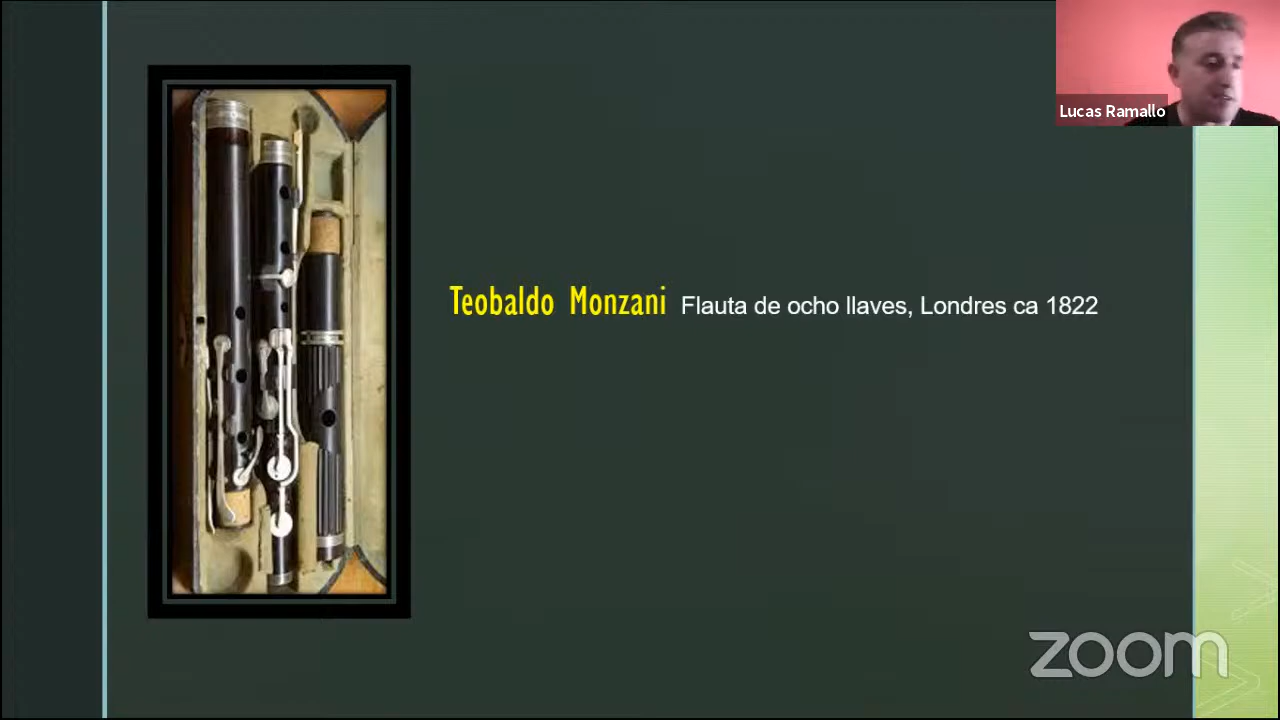 Lucas Ramallo
Teobaldo Monzani Flauta de ocho llaves, Londres ca 1822
zoom